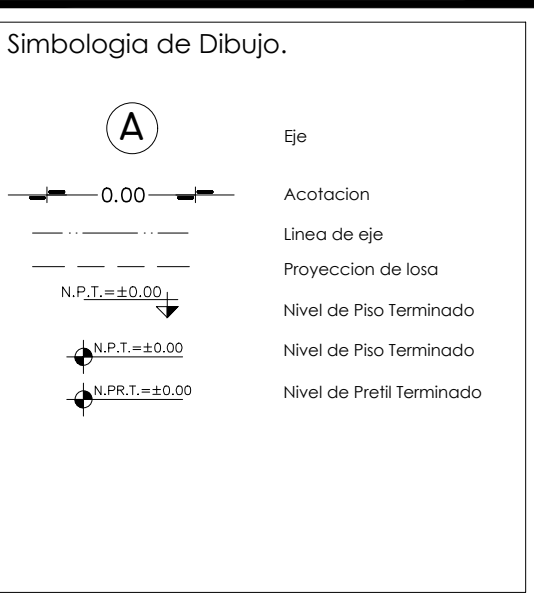 Simbologia de Dibujo.
A Eje
0.00 Acotacion
Linea de eje
Proyeccion de losa
N.P.T.=±0.00 Nivel de Piso Terminado
N.P.T.=±0.00 Nivel de Piso Terminado
N.PR.T.=±0.00 Nivel de Pretil Terminado